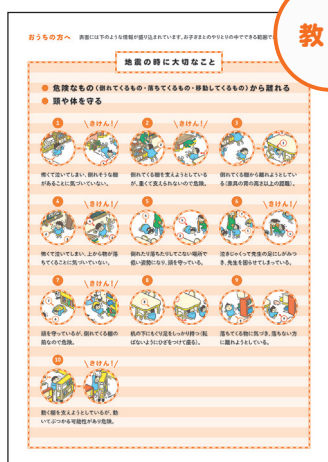 教
おうちの方へ 表面には下のような情報が盛り込まれています。お子さまとのやりとりの中でできる範囲で
地震の時に大切なこと
危険なもの(倒れてくるもの・落ちてくるもの・移動してくるもの)から離れる
頭や体を守る
1 \きけん!/ 2 \きけん!/ 3
怖くて泣いてしまい、倒れそうな棚
があることに気づいていない。
倒れてくる棚を支えようとしている
が、重くて支えられないので危険。
倒れてくる棚から離れようとしてい
る(家具の背の高さ以上の距離)。
4 \きけん!/ 5 6 \きけん!/
怖くて泣いてしまい、上から物が落
ちてくることに気づいていない。
倒れたり落ちたりしてこない場所で
低い姿勢になり、頭を守っている。
泣きじゃくって先生の足にしがみつ
き、先生を困らせてしまっている。
7 \きけん!/ 8 9
頭を守っているが、倒れてくる棚の
前なので危険。
机の下にもぐり足をしっかり持つ(転
ばないようにひざをつけて座る)。
落ちてくる物に気づき、落ちない方
に離れようとしている。
10 \きけん!/
動く棚を支えようとしているが、動
いてぶつかる可能性があり危険。